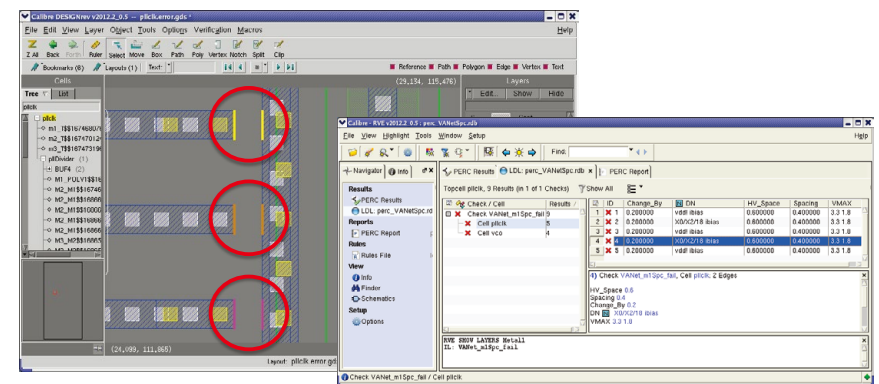 Calibre DESIGNrev v2012.2_0.5 -- pllclk.error.gds *
File Edit View Layer Object Tools Options Verification Macros Help
Z All Back Forth Ruler Select Move Box Path Poly Vertex Notch Split Clip
Bookmarks (8) Layouts (1) Text: Reference Path Polygon Edge Vertex Text
Cells (29,134, 115,476) Layers
Tree List Edit... Show Hide
pllclk
pllclk
pllDivider (1)
BUF4 (2)
(24,099, 111,865)
Layout: pllclk.error.gd
Calibre - RVE v2012.2_0.5 : perc_VANetSpc.rdb
File View Highlight Tools Window Setup Help
Find:
Navigator Info PERC Results LDL: perc_VANetSpc.rdb PERC Report
Topcell pllclk, 9 Results (in 1 of 1 Checks) Show All
Results
PERC Results
LDL: perc_VANetSpc.rd
Reports
PERC Report
Rules
Rules File
View
Info
Finder
Schematics
Setup
Options
Check / Cell Results
Check VANet_m1Spc_fail 9
Cell pllclk 5
Cell vco 4
ID Change_By DN HV_Space Spacing VMAX
1 1 0.200000 vddf ibias 0.600000 0.400000 3.3 1.8
2 2 0.200000 X0/X2/18 ibias 0.600000 0.400000 3.3 1.8
3 3 0.200000 vddf ibias 0.600000 0.400000 3.3 1.8
4 4 0.200000 X0/X2/18 ibias 0.600000 0.400000 3.3 1.8
5 5 0.200000 vddf ibias 0.600000 0.400000 3.3 1.8
4) Check VANet_m1Spc_fail, Cell pllclk: 2 Edges
HV_Space 0.6
Spacing 0.4
Change_By 0.2
DN X0/X2/18 ibias
VMAX 3.3 1.8
RVE SHOW LAYERS Metal1
IL: VANet_m1Spc_fail
Check VANet_m1Spc_fail / Cell pllclk